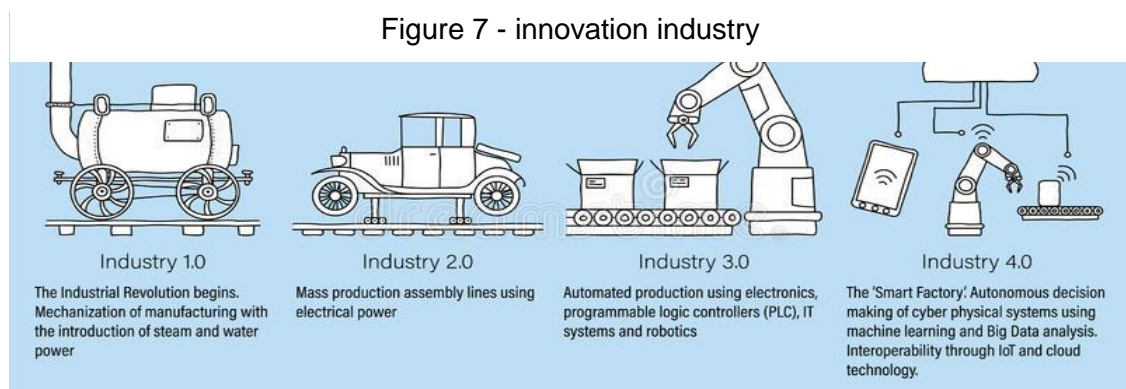 Figure 7 - innovation industry
dreamstime.
Industry 1.0
The Industrial Revolution begins.
Mechanization of manufacturing with
the introduction of steam and water
power
Industry 2.0
Mass production assembly lines using
electrical power
Industry 3.0
Automated production using electronics,
programmable logic controllers (PLC), IT
systems and robotics
Industry 4.0
The 'Smart Factory'. Autonomous decision
making of cyber physical systems using
machine learning and Big Data analysis.
Interoperability through IoT and cloud
technology.